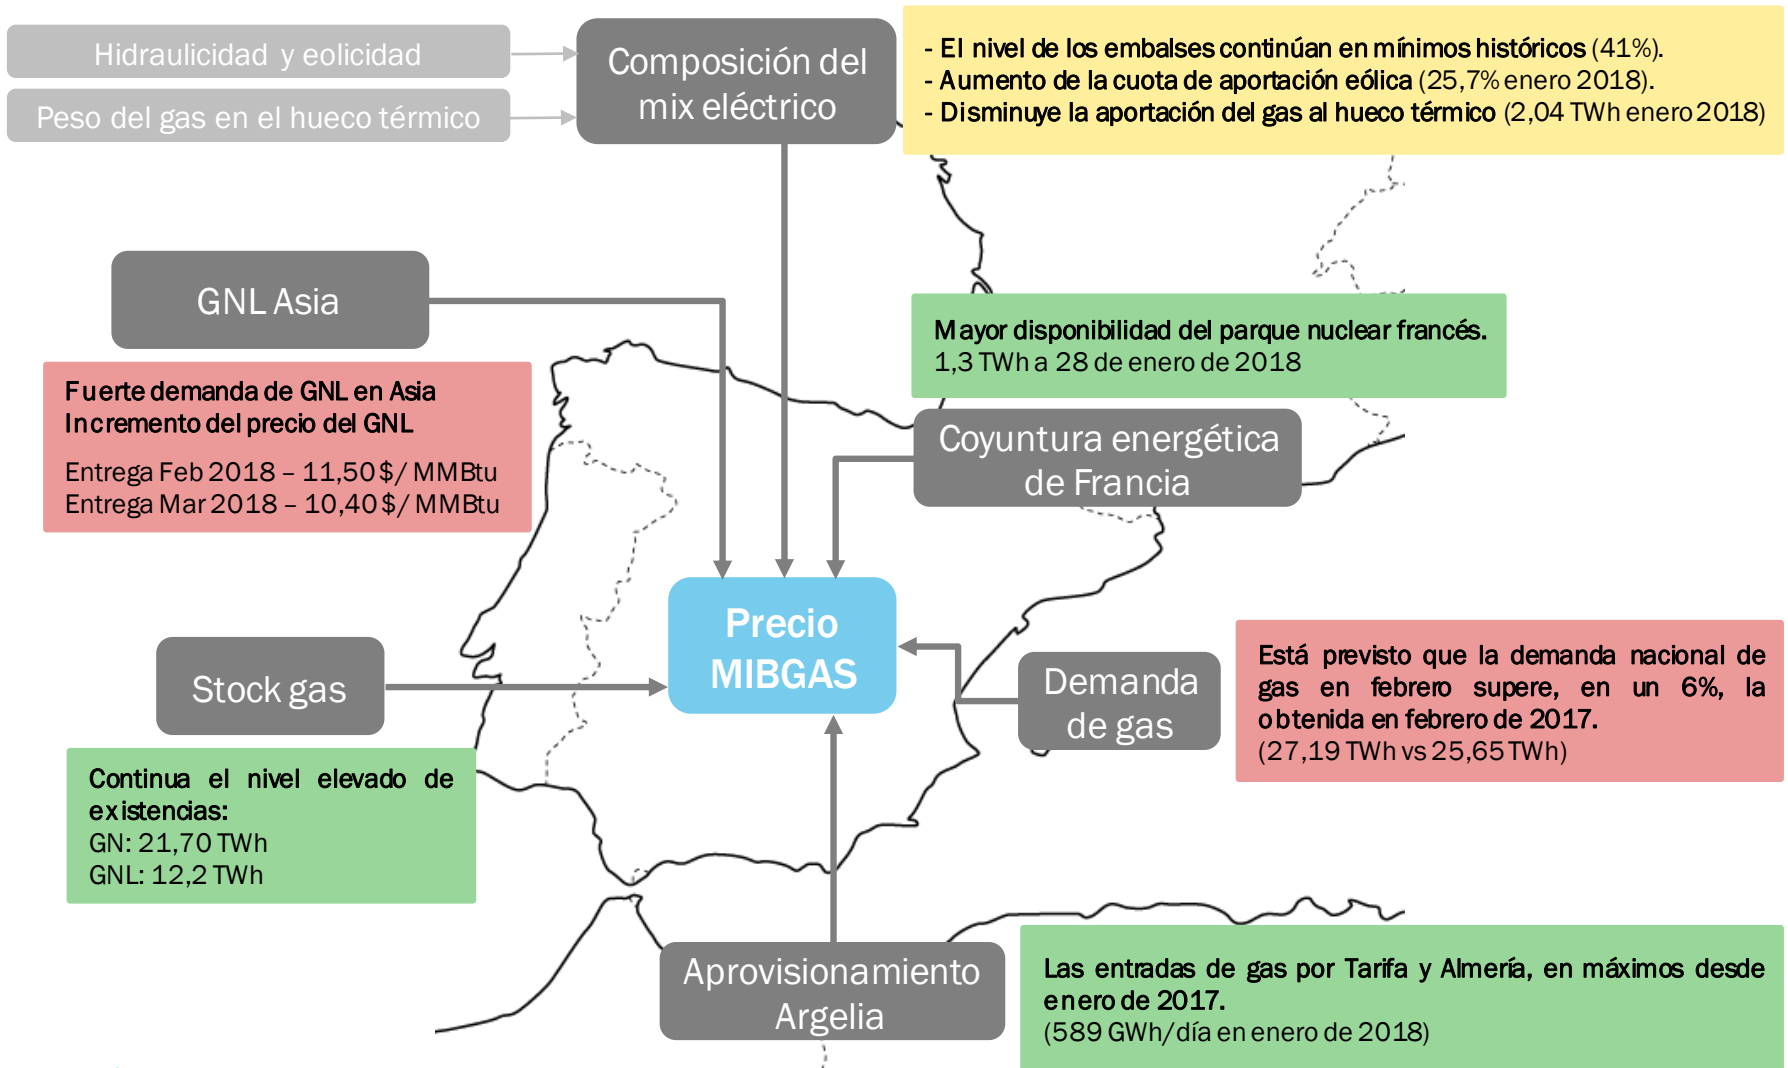 Hidraulicidad y eolicidad
Peso del gas en el hueco térmico
Composición del
mix eléctrico
- El nivel de los embalses continúan en mínimos históricos (41%).
- Aumento de la cuota de aportación eólica (25,7% enero 2018).
- Disminuye la aportación del gas al hueco térmico (2,04 TWh enero 2018)
GNL Asia
Fuerte demanda de GNL en Asia
Incremento del precio del GNL
Entrega Feb 2018 – 11,50 $/ MMBtu
Entrega Mar 2018 – 10,40 $/ MMBtu
Mayor disponibilidad del parque nuclear francés.
1,3 TWh a 28 de enero de 2018
Coyuntura energética
de Francia
Precio
MIBGAS
Stock gas
Continua el nivel elevado de
existencias:
GN: 21,70 TWh
GNL: 12,2 TWh
Demanda
de gas
Está previsto que la demanda nacional de
gas en febrero supere, en un 6%, la
obtenida en febrero de 2017.
(27,19 TWh vs 25,65 TWh)
Aprovisionamiento
Argelia
Las entradas de gas por Tarifa y Almería, en máximos desde
enero de 2017.
(589 GWh/día en enero de 2018)